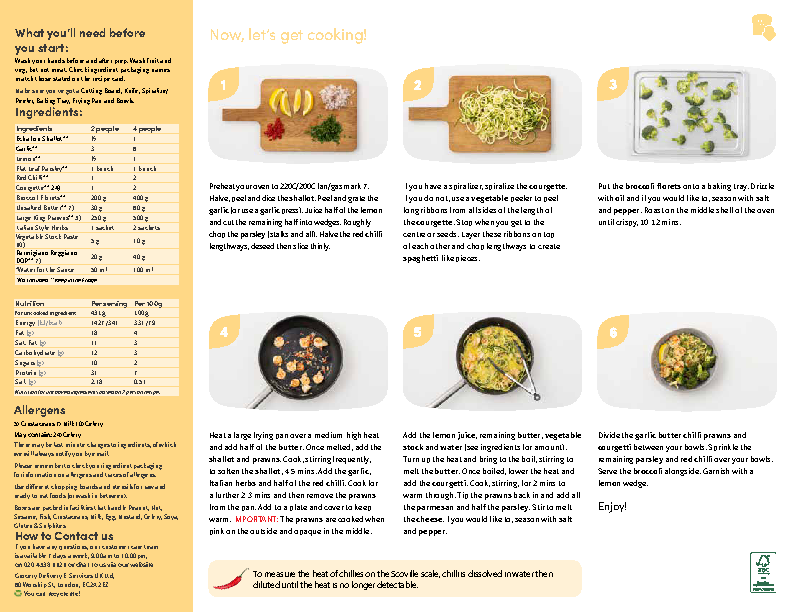 What you'll need before
you start:
Wash your hands before and after prep. Wash fruit and
veg, but not meat. Check ingredient packaging names
match those stated on the recipe card.
Make sure you've got a Cutting Board, Knife, Spiralizer/
Peeler, Baking Tray, Frying Pan and Bowls.
Ingredients:
Ingredients 2 people 4 people
Echalion Shallot** ½ 1
Garlic** 3 6
Lemon** ½ 1
Flat Leaf Parsley** 1 bunch 1 bunch
Red Chilli** 1 2
Courgette** 24) 1 2
Broccoli Florets** 200 g 400 g
Unsalted Butter** 7) 30 g 60 g
Large King Prawns** 5) 250 g 500 g
Italian Style Herbs 1 sachet 2 sachets
Vegetable Stock Paste
10) 5 g 10 g
Parmigiano Reggiano
DOP** 7) 20 g 40 g
*Water for the Sauce 50 ml 100 ml
*Not Included **Keep in the Fridge
Nutrition Per serving Per 100g
For uncooked ingredient 431 g 100g
Energy (kJ/kcal) 1427 /341 331 /79
Fat (g) 18 4
Sat. Fat (g) 11 3
Carbohydrate (g) 12 3
Sugars (g) 10 2
Protein (g) 31 7
Salt (g) 2.18 0.51
Nutrition for uncooked ingredients based on 2 person recipe.
Allergens
5) Crustaceans 7) Milk 10) Celery
May contain: 24) Celery
There may be last minute changes to ingredients, of which
we will always notify you by email.
Please remember to check your ingredient packaging
for information on allergens and traces of allergens.
Use different chopping boards and utensils for raw and
ready to eat foods (or wash in between).
Boxes are packed in facilities that handle Peanut, Nut,
Sesame, Fish, Crustaceans, Milk, Egg, Mustard, Celery, Soya,
Gluten & Sulphites.
How to Contact us
If you have any questions, our customer care team
is available 7 days a week, 9.00am to 10.00pm,
or chat to us via our website
Grocery Delivery E-Services UK Ltd,
60 Worship St, London, EC2A 2EZ
You can recycle me!
Now, let's get cooking!
1
Preheat your oven to 220C/200C fan/gas mark 7.
Halve, peel and dice the shallot. Peel and grate the
garlic (or use a garlic press). Juice half of the lemon
and cut the remaining half into wedges. Roughly
chop the parsley (stalks and all). Halve the red chilli
lengthways, deseed then slice thinly.
2
If you have a spiralizer, spiralize the courgette.
If you do not, use a vegetable peeler to peel
long ribbons from all sides of the length of
the courgette. Stop when you get to the
centre or seeds. Layer these ribbons on top
of each other and chop lengthways to create
spaghetti like pieces.
3
Put the broccoli florets on to a baking tray. Drizzle
with oil and if you would like to, season with salt
and pepper. Roast on the middle shelf of the oven
until crispy, 10-12 mins.
4
Heat a large frying pan over a medium-high heat
and add half of the butter. Once melted, add the
shallot and prawns. Cook, stirring frequently,
to soften the shallot, 4-5 mins. Add the garlic,
Italian herbs and half of the red chilli. Cook for
a further 2-3 mins and then remove the prawns
from the pan. Add to a plate and cover to keep
warm. IMPORTANT: The prawns are cooked when
pink on the outside and opaque in the middle.
5
Add the lemon juice, remaining butter, vegetable
stock and water (see ingredients for amount).
Turn up the heat and bring to the boil, stirring to
melt the butter. Once boiled, lower the heat and
add the courgetti. Cook, stirring, for 2 mins to
warm through. Tip the prawns back in and add all
the parmesan and half the parsley. Stir to melt
the cheese. If you would like to, season with salt
and pepper.
6
Divide the garlic butter chilli prawns and
courgetti between your bowls. Sprinkle the
remaining parsley and red chilli over your bowls.
Serve the broccoli alongside. Garnish with a
lemon wedge.
Enjoy!
To measure the heat of chillies on the Scoville scale, chilli is dissolved in water then
diluted until the heat is no longer detectable.
FSC